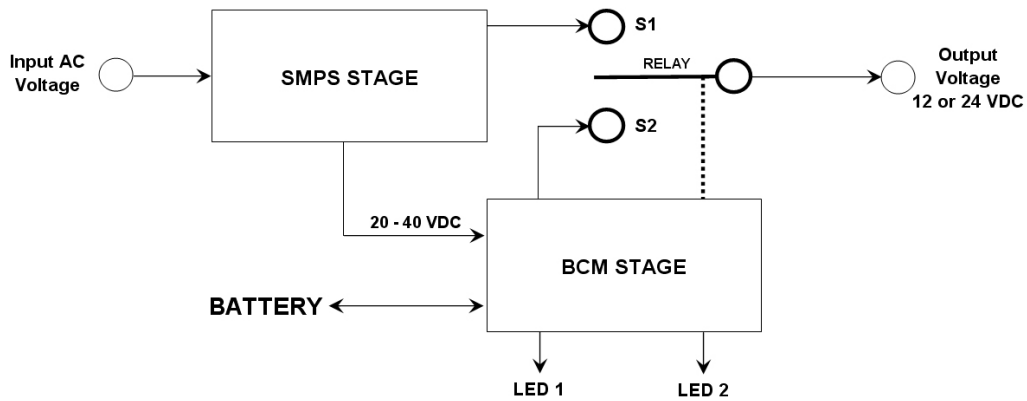 Input AC
Voltage
SMPS STAGE
S1
RELAY
S2
Output
Voltage
12 or 24 VDC
20 - 40 VDC
BCM STAGE
BATTERY
LED 1
LED 2